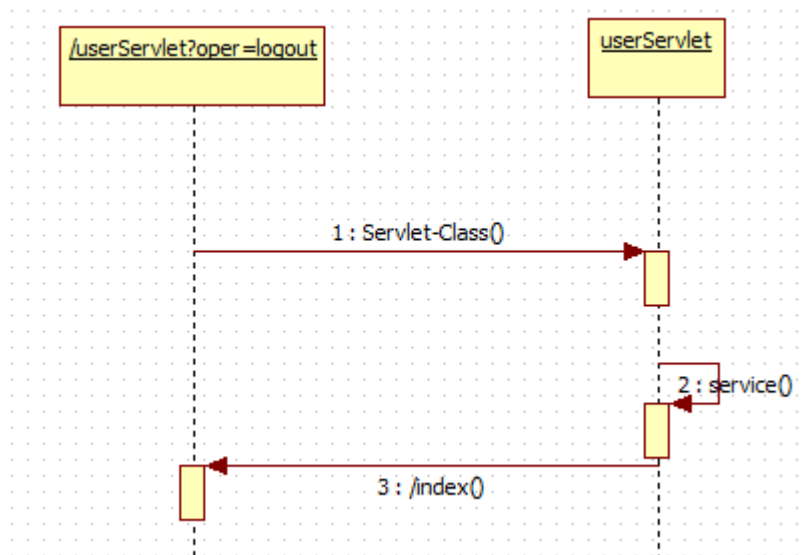 /userServlet?oper=logout
userServlet
1 : Servlet-Class()
2 : service()
3 : /index()